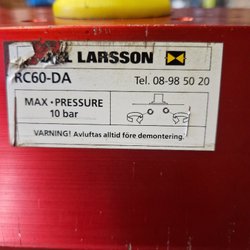 LARSSON
RC60-DA
Tel. 08-98 50 20
MAX • PRESSURE
10 bar
VARNING! Avluftas alltid före demontering.